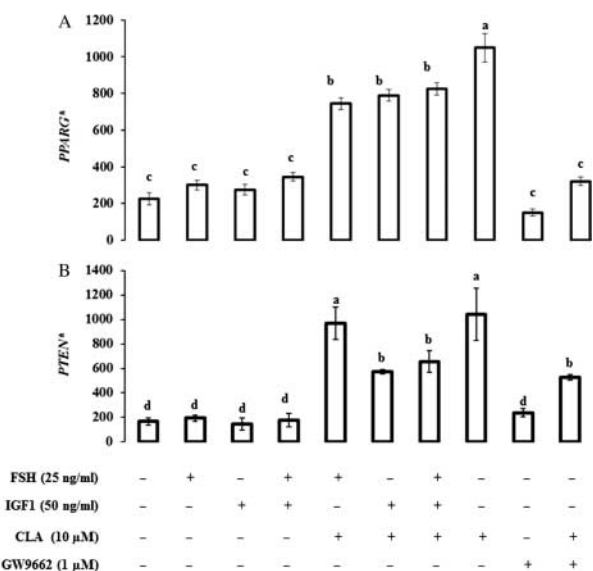 A
1200
a
1000
b
b
b
800
PPARG*
600
c
c
c
c
c
400
c
200
0
B
1400
1200
a
a
1000
PTEN*
800
b
b
b
600
400
d
d
d
d
d
200
0
FSH (25 ng/ml) – + – + + – + – – –
IGF1 (50 ng/ml) – – + + – + + – – –
CLA (10 µM) – – – – + + + + – +
GW9662 (1 µM) – – – – – – – – + +